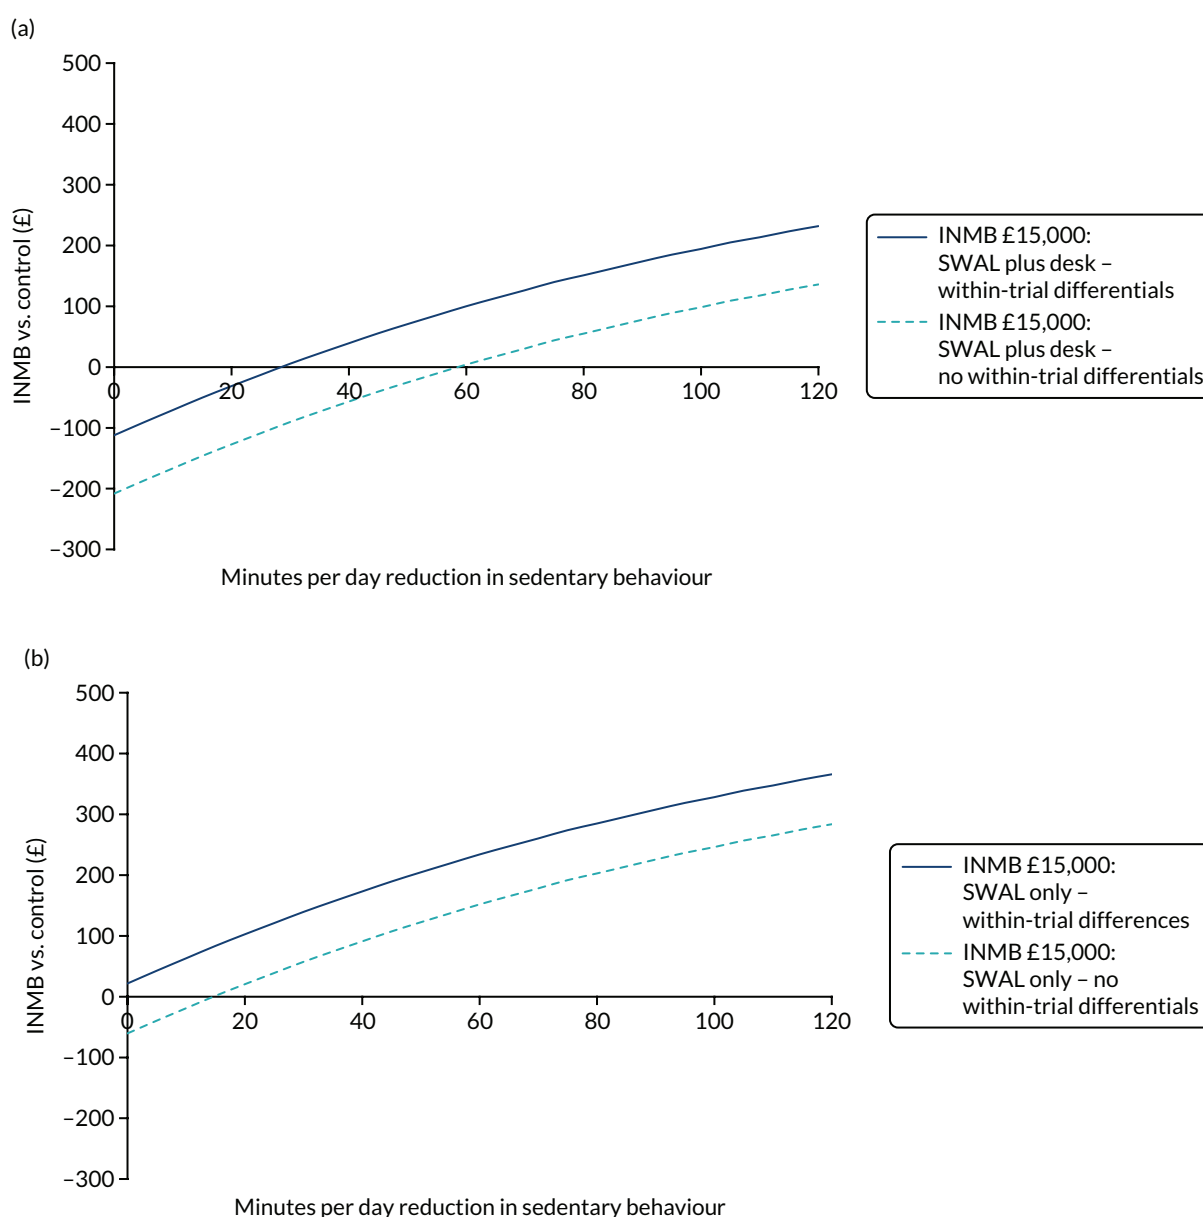 (a)
500
400
300
200
100
0
–100
–200
–300
0 20 40 60 80 100 120
INMB vs. control (£)
Minutes per day reduction in sedentary behaviour
INMB £15,000:
SWAL plus desk –
within-trial differentials
INMB £15,000:
SWAL plus desk –
no within-trial differentials
(b)
500
400
300
200
100
0
–100
–200
–300
0 20 40 60 80 100 120
INMB vs. control (£)
Minutes per day reduction in sedentary behaviour
INMB £15,000:
SWAL only –
within-trial differences
INMB £15,000:
SWAL only – no
within-trial differentials